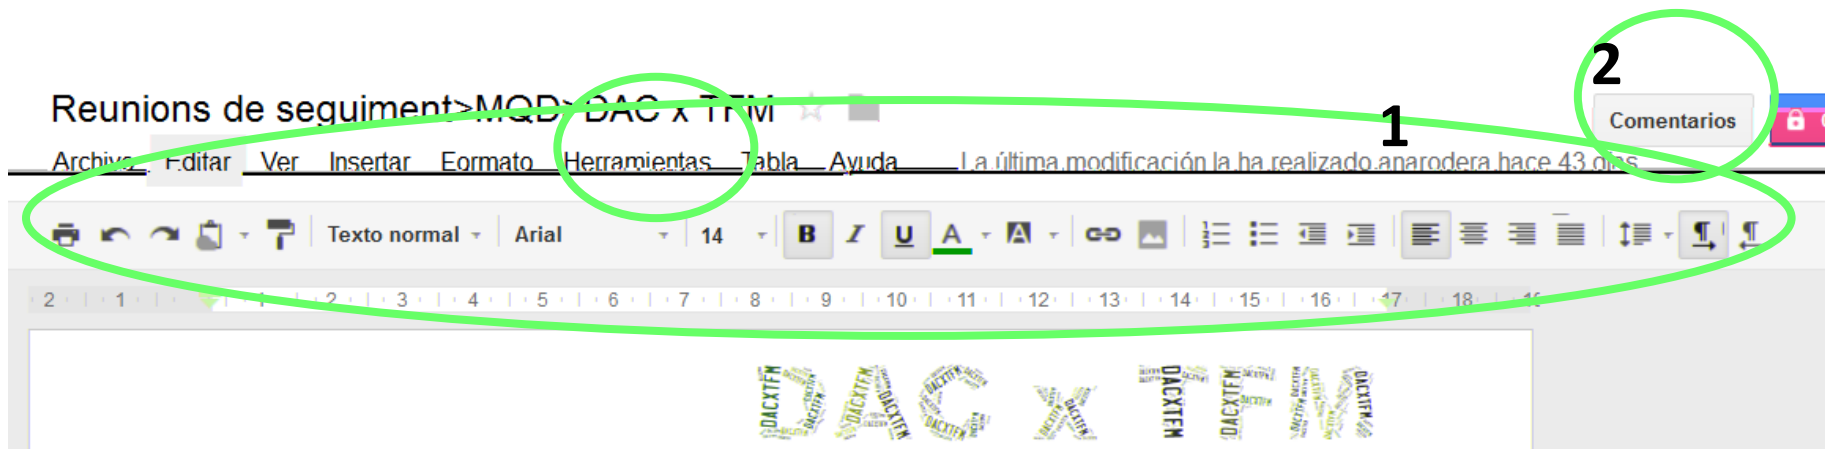 2
Reunions de seguiment>MQD>DAC x TFM
1
Comentarios
Archivo Editar Ver Insertar Formato Herramientas Tabla Ayuda La última modificación la ha realizado anarodera hace 43 días
Texto normal Arial 14 B I U A A
2 1 1 2 3 4 5 6 7 8 9 10 11 12 13 14 15 16 17 18 19
DAC x TFM